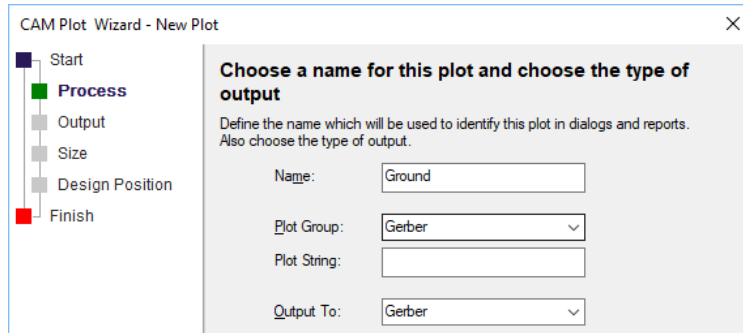 CAM Plot Wizard - New Plot
Start
Process
Output
Size
Design Position
Finish
Choose a name for this plot and choose the type of
output
Define the name which will be used to identify this plot in dialogs and reports.
Also choose the type of output.
Name: Ground
Plot Group: Gerber
Plot String:
Output To: Gerber